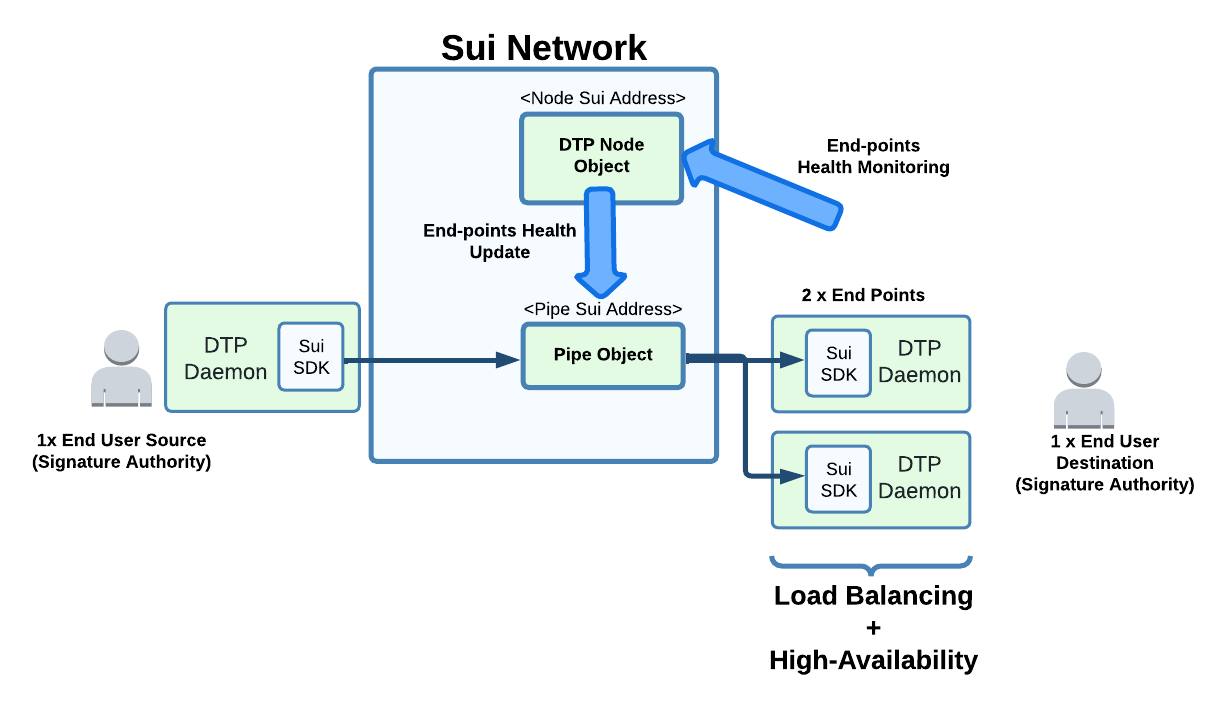 Sui Network
<Node Sui Address>
DTP Node
Object
End-points
Health Monitoring
End-points Health
Update
<Pipe Sui Address>
Pipe Object
DTP
Daemon
Sui
SDK
1x End User Source
(Signature Authority)
2 x End Points
Sui
SDK
DTP
Daemon
Sui
SDK
DTP
Daemon
1 x End User
Destination
(Signature Authority)
Load Balancing
+
High-Availability